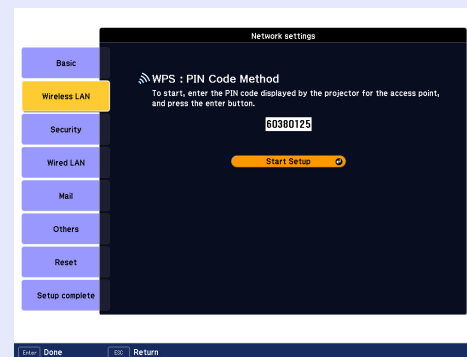 Network settings
Basic
Wireless LAN
Security
Wired LAN
Mail
Others
Reset
Setup complete
WPS : PIN Code Method
To start, enter the PIN code displayed by the projector for the access point,
and press the enter button.
60380125
Start Setup
Enter Done
ESC Return